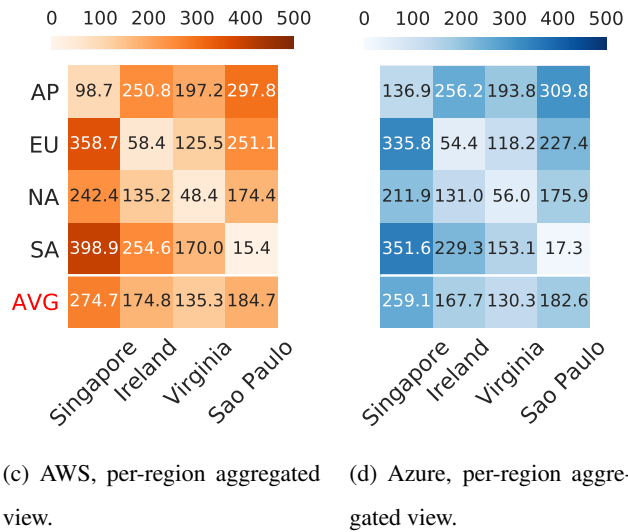 0 100 200 300 400 500
AP 98.7 250.8 197.2 297.8
EU 358.7 58.4 125.5 251.1
NA 242.4 135.2 48.4 174.4
SA 398.9 254.6 170.0 15.4
AVG 274.7 174.8 135.3 184.7
Singapore Ireland Virginia Sao Paulo
(c) AWS, per-region aggregated
view.
0 100 200 300 400 500
136.9 256.2 193.8 309.8
335.8 54.4 118.2 227.4
211.9 131.0 56.0 175.9
351.6 229.3 153.1 17.3
259.1 167.7 130.3 182.6
Singapore Ireland Virginia Sao Paulo
(d) Azure, per-region aggre-
gated view.